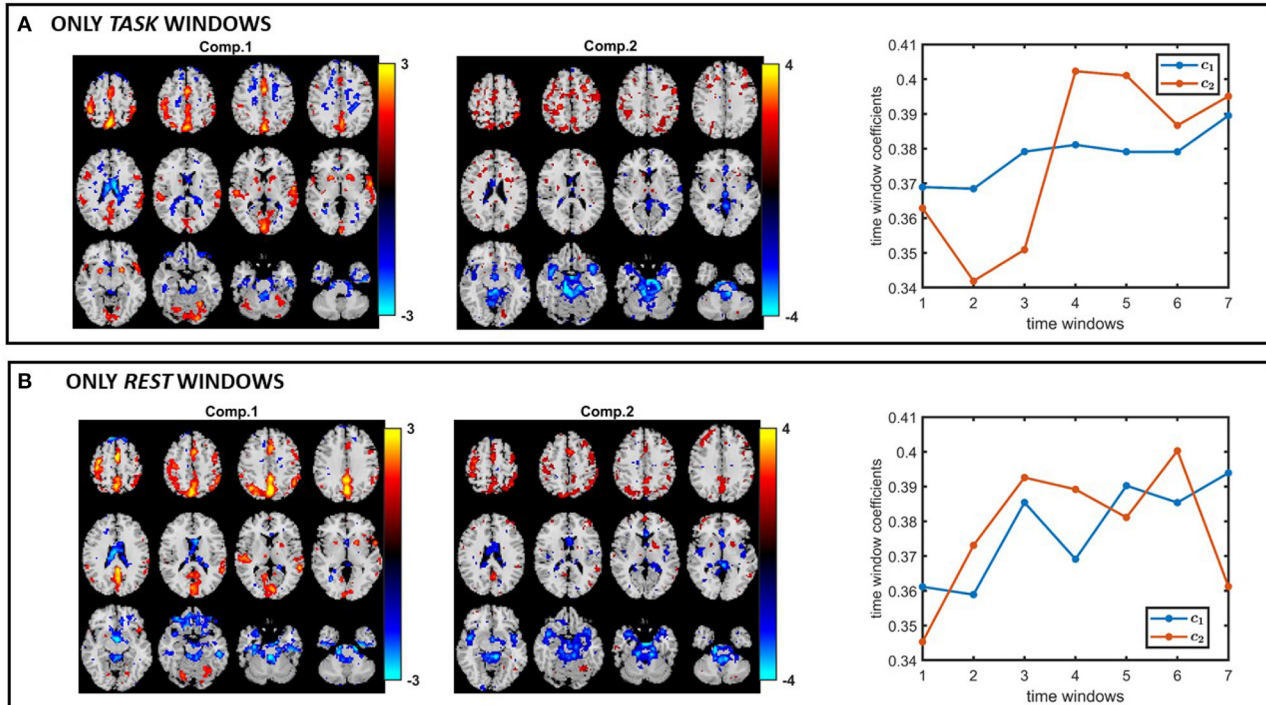 A ONLY TASK WINDOWS
Comp.1
3
-3
Comp.2
4
-4
0.41
0.4
0.39
0.38
0.37
0.36
0.35
0.34
time window coefficients
c1
c2
1 2 3 4 5 6 7
time windows
B ONLY REST WINDOWS
Comp.1
3
-3
Comp.2
4
-4
0.41
0.4
0.39
0.38
0.37
0.36
0.35
0.34
time window coefficients
c1
c2
1 2 3 4 5 6 7
time windows